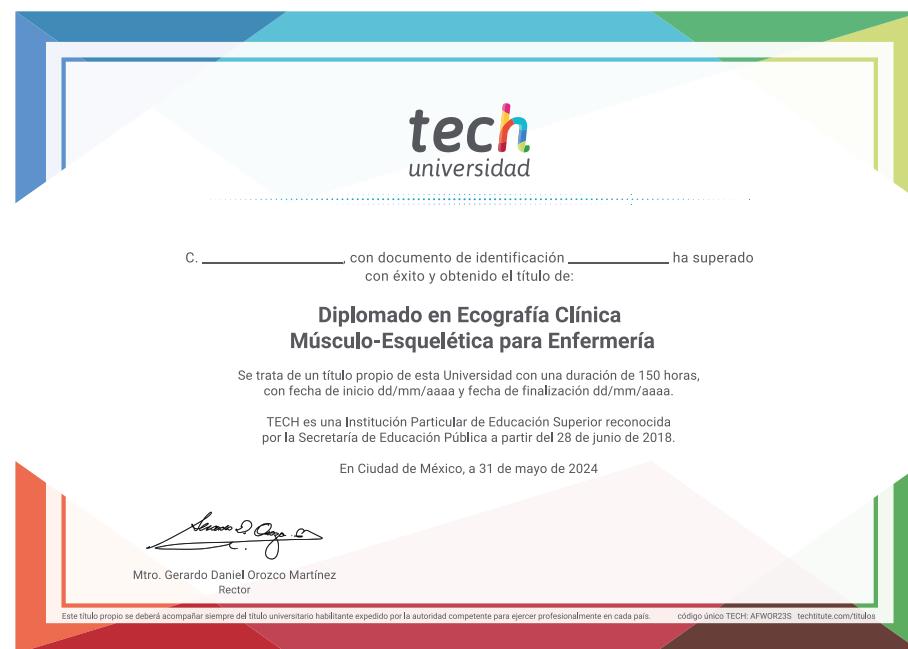 tech
universidad
C. ____________, con documento de identificación _________ ha superado
con éxito y obtenido el título de:
Diplomado en Ecografía Clínica
Músculo-Esquelética para Enfermería
Se trata de un título propio de esta Universidad con una duración de 150 horas,
con fecha de inicio dd/mm/aaaa y fecha de finalización dd/mm/aaaa.
TECH es una Institución Particular de Educación Superior reconocida
por la Secretaría de Educación Pública a partir del 28 de junio de 2018.
En Ciudad de México, a 31 de mayo de 2024
Mtro. Gerardo Daniel Orozco Martínez
Rector
Este título propio se deberá acompañar siempre del título universitario habilitante expedido por la autoridad competente para ejercer profesionalmente en cada país. código único TECH: AFWOR23S techtitute.com/titulos